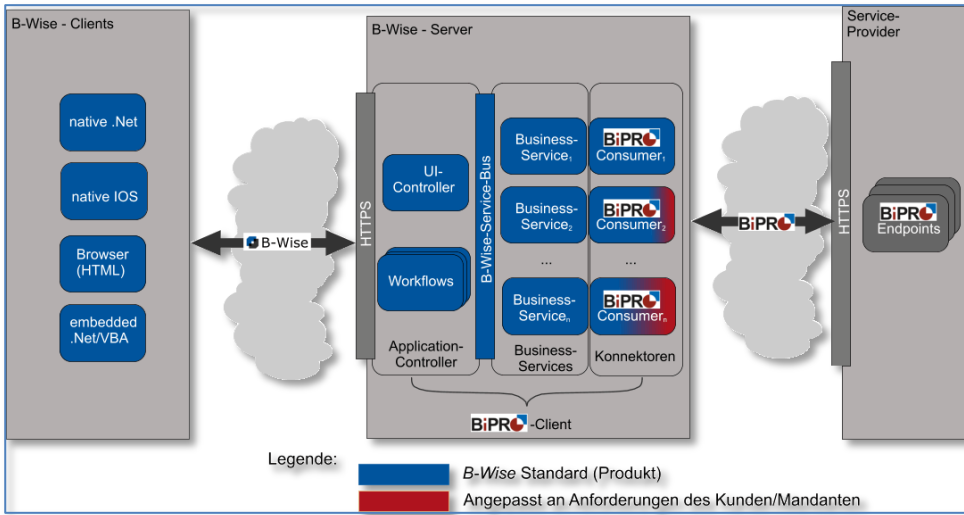 B-Wise - Clients
native .Net
native IOS
Browser
(HTML)
embedded
.Net/VBA
B-Wise
B-Wise - Server
HTTPS
UI-
Controller
Workflows
Application-
Controller
B-Wise-Service-Bus
Business-
Service₁
Business-
Service₂
...
Business-
Serviceₙ
Business-
Services
BiPRO
Consumer₁
BiPRO
Consumer₂
...
BiPRO
Consumerₙ
Konnektoren
BiPRO-Client
BiPRO
Service-
Provider
HTTPS
BiPRO
Endpoints
Legende:
B-Wise Standard (Produkt)
Angepasst an Anforderungen des Kunden/Mandanten